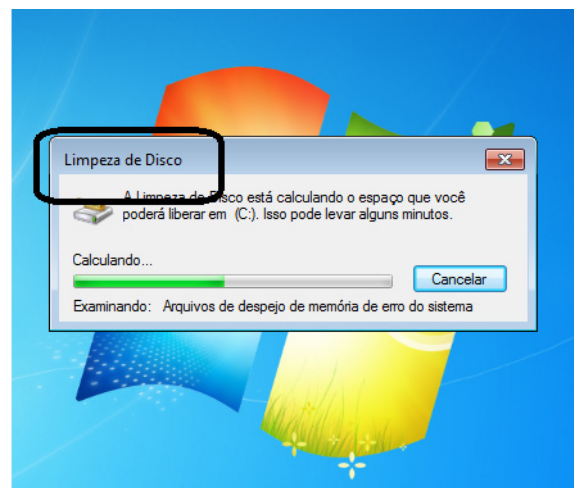 Limpeza de Disco
A Limpeza de Disco está calculando o espaço que você
poderá liberar em (C:). Isso pode levar alguns minutos.
Calculando...
Cancelar
Examinando: Arquivos de despejo de memória de erro do sistema